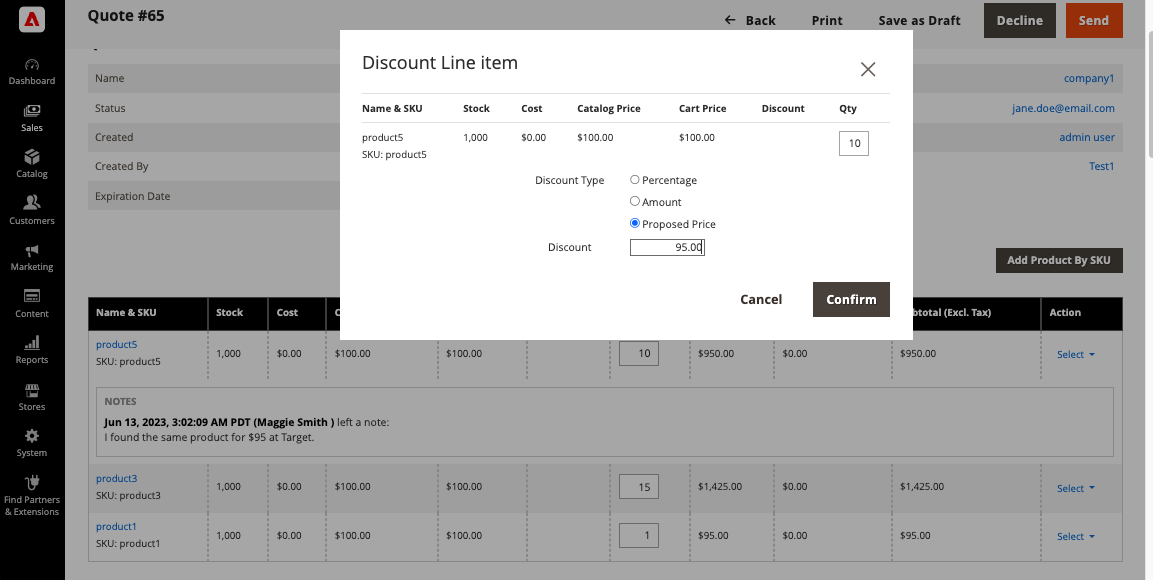 Quote #65
← Back
Print
Save as Draft
Decline
Send
Dashboard
Sales
Catalog
Customers
Marketing
Content
Reports
Stores
System
Find Partners
& Extensions
Name
company1
Status
jane.doe@email.com
Created
admin user
Created By
Test1
Expiration Date
Discount Line item
Name & SKU Stock Cost Catalog Price Cart Price Discount Qty
product5 1,000 $0.00 $100.00 $100.00 10
SKU: product5
Discount Type
Percentage
Amount
Proposed Price
Discount 95.00
Cancel
Confirm
Add Product By SKU
Name & SKU Stock Cost C btotal (Excl. Tax) Action
product5
SKU: product5
1,000 $0.00 $100.00 $100.00 10 $950.00 $0.00 $950.00 Select
NOTES
Jun 13, 2023, 3:02:09 AM PDT (Maggie Smith ) left a note:
I found the same product for $95 at Target.
product3
SKU: product3
1,000 $0.00 $100.00 $100.00 15 $1,425.00 $0.00 $1,425.00 Select
product1
SKU: product1
1,000 $0.00 $100.00 $100.00 1 $95.00 $0.00 $95.00 Select